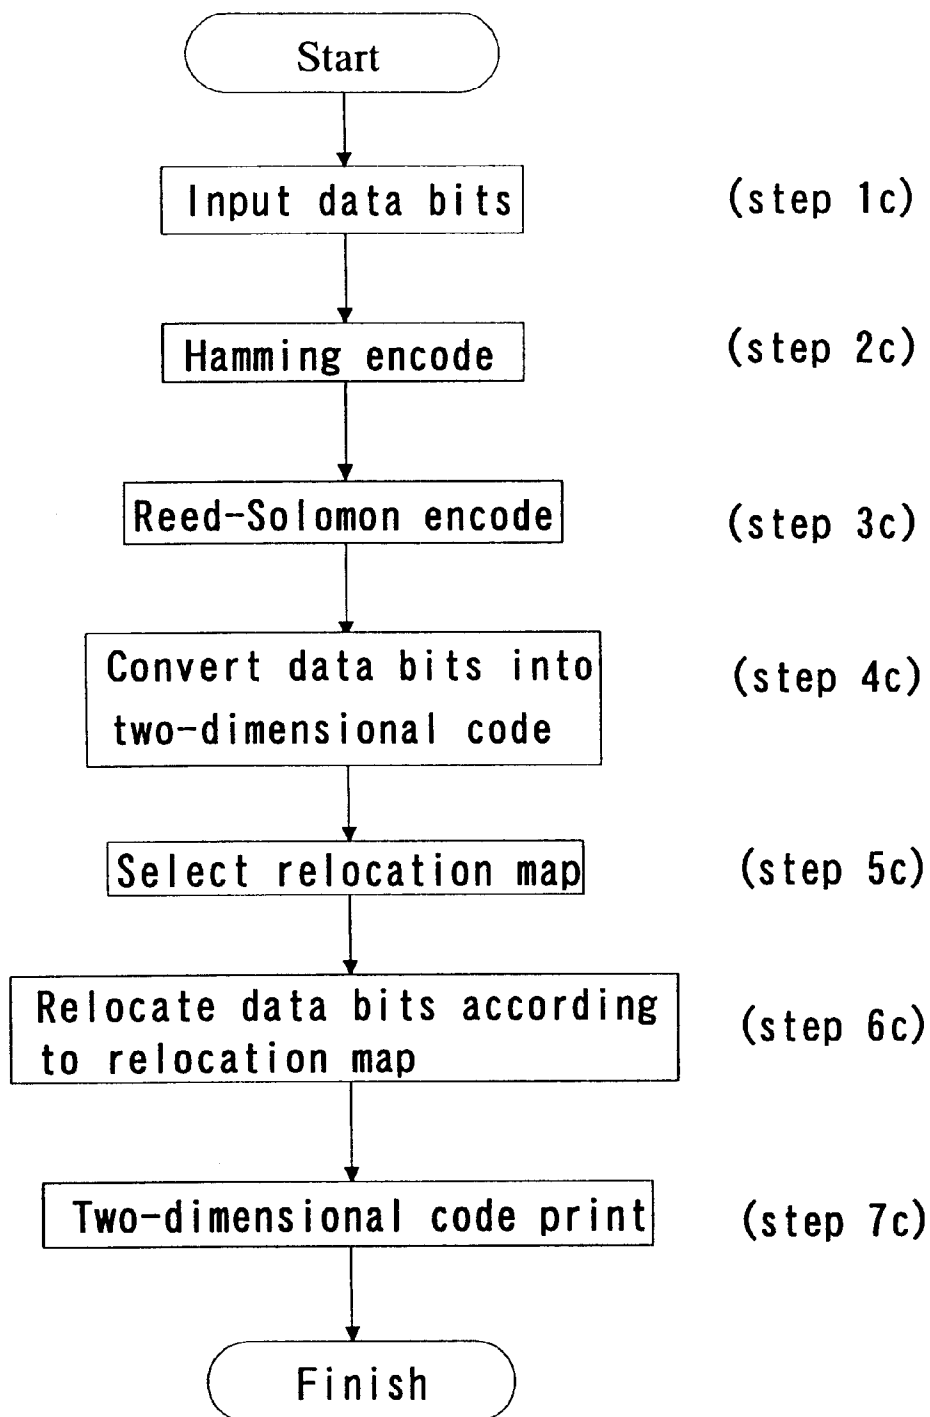 Start
Input data bits (step 1c)
Hamming encode (step 2c)
Reed-Solomon encode (step 3c)
Convert data bits into
two-dimensional code (step 4c)
Select relocation map (step 5c)
Relocate data bits according
to relocation map (step 6c)
Two-dimensional code print (step 7c)
Finish